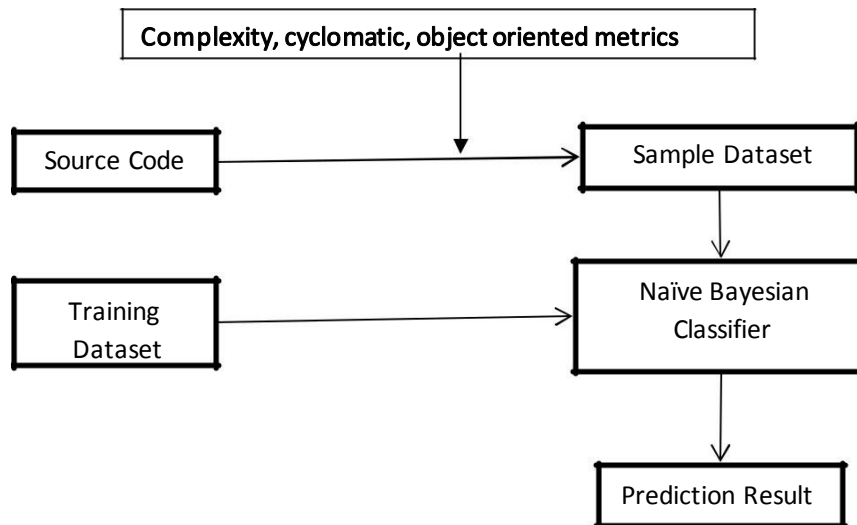 Complexity, cyclomatic, object oriented metrics
Source Code
Sample Dataset
Training
Dataset
Naïve Bayesian
Classifier
Prediction Result